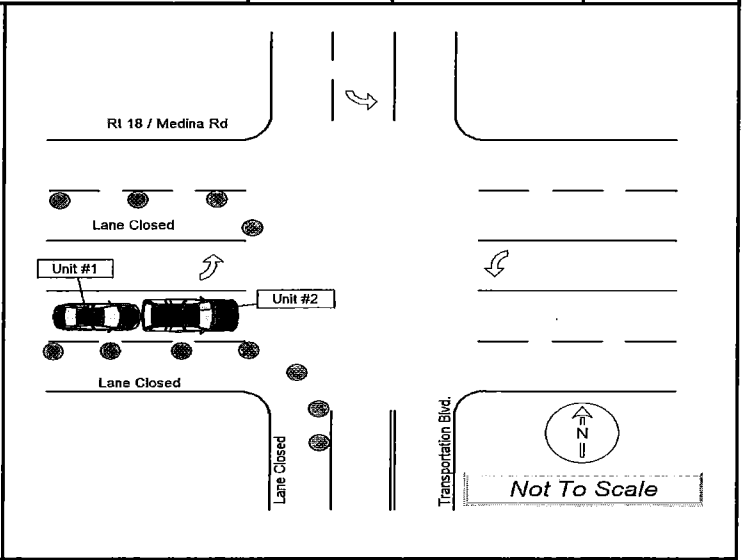 Rt 18 / Medina Rd
Lane Closed
Unit #1
Unit #2
Lane Closed
Lane Closed
Transportation Blvd.
N
Not To Scale